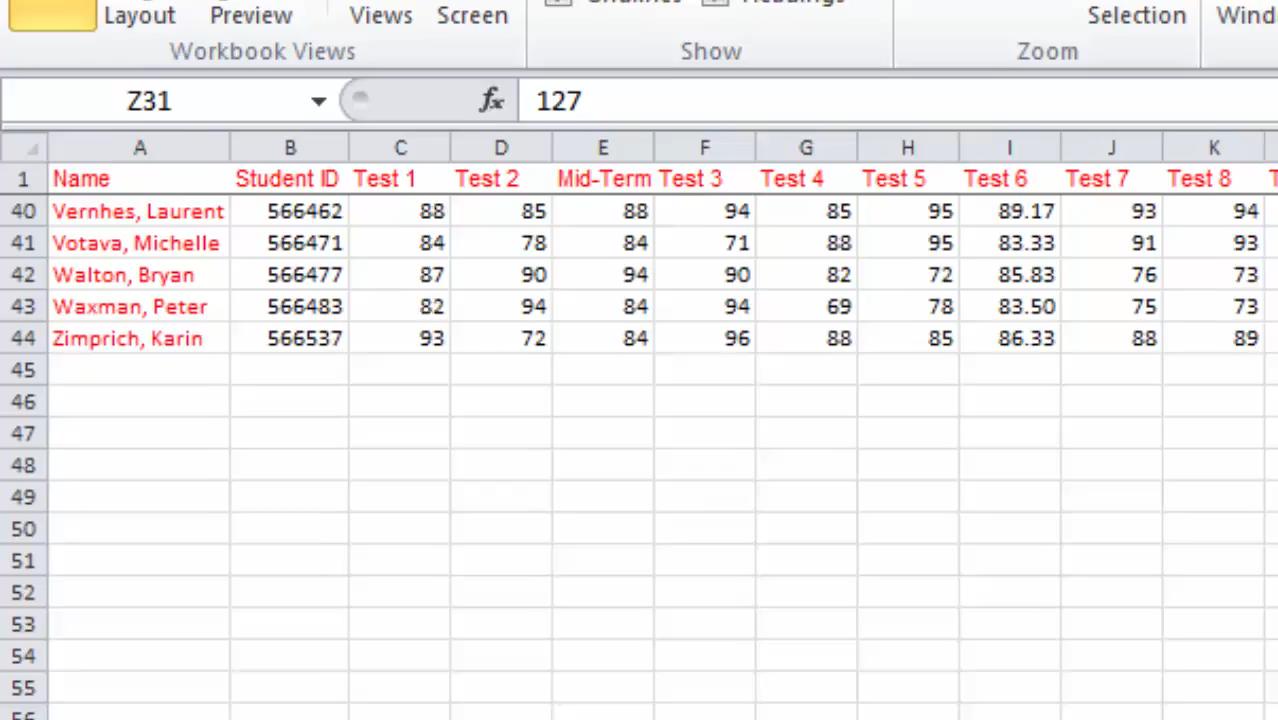 Layout Preview Views Screen Selection Wind
Workbook Views Show Zoom
Z31 fx 127
A B C D E F G H I J K
1 Name Student ID Test 1 Test 2 Mid-Term Test 3 Test 4 Test 5 Test 6 Test 7 Test 8
40 Vernhes, Laurent 566462 88 85 88 94 85 95 89.17 93 94
41 Votava, Michelle 566471 84 78 84 71 88 95 83.33 91 93
42 Walton, Bryan 566477 87 90 94 90 82 72 85.83 76 73
43 Waxman, Peter 566483 82 94 84 94 69 78 83.50 75 73
44 Zimprich, Karin 566537 93 72 84 96 88 85 86.33 88 89
45
46
47
48
49
50
51
52
53
54
55